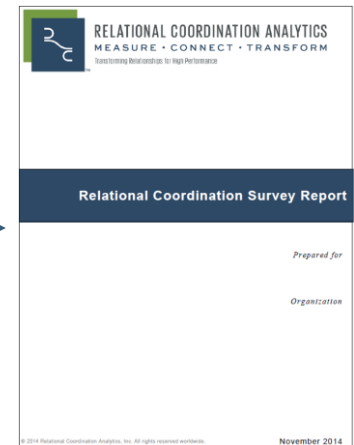 RELATIONAL COORDINATION ANALYTICS
MEASURE · CONNECT · TRANSFORM
Transforming Relationships for High Performance
Relational Coordination Survey Report
Prepared for
Organization
© 2014 Relational Coordination Analytics, Inc. All rights reserved worldwide.
November 2014